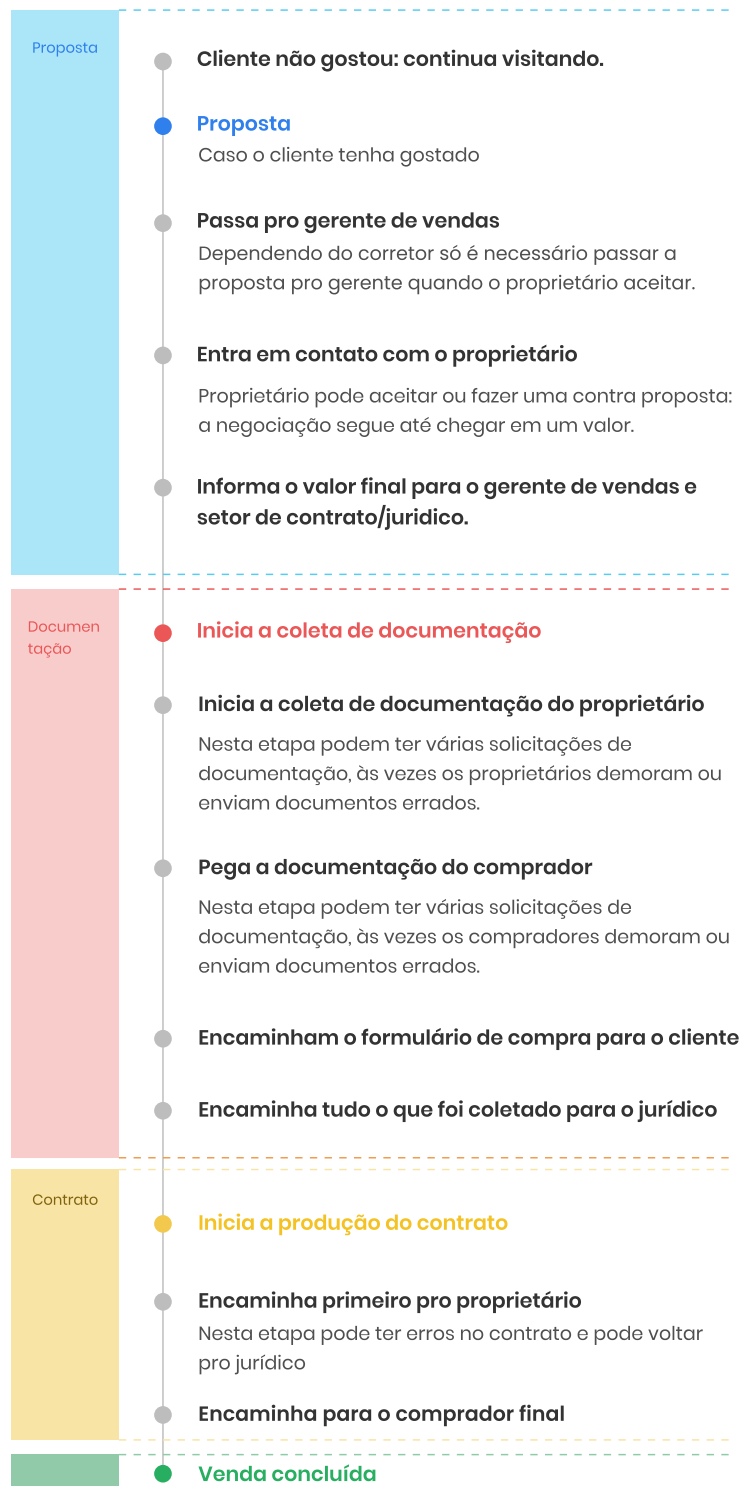 Proposta
Cliente não gostou: continua visitando.
Proposta
Caso o cliente tenha gostado
Passa pro gerente de vendas
Dependendo do corretor só é necessário passar a
proposta pro gerente quando o proprietário aceitar.
Entra em contato com o proprietário
Proprietário pode aceitar ou fazer uma contra proposta:
a negociação segue até chegar em um valor.
Informa o valor final para o gerente de vendas e
setor de contrato/juridico.
Documen
tação
Inicia a coleta de documentação
Inicia a coleta de documentação do proprietário
Nesta etapa podem ter várias solicitações de
documentação, às vezes os proprietários demoram ou
enviam documentos errados.
Pega a documentação do comprador
Nesta etapa podem ter várias solicitações de
documentação, às vezes os compradores demoram ou
enviam documentos errados.
Encaminham o formulário de compra para o cliente
Encaminha tudo o que foi coletado para o jurídico
Contrato
Inicia a produção do contrato
Encaminha primeiro pro proprietário
Nesta etapa pode ter erros no contrato e pode voltar
pro jurídico
Encaminha para o comprador final
Venda concluída